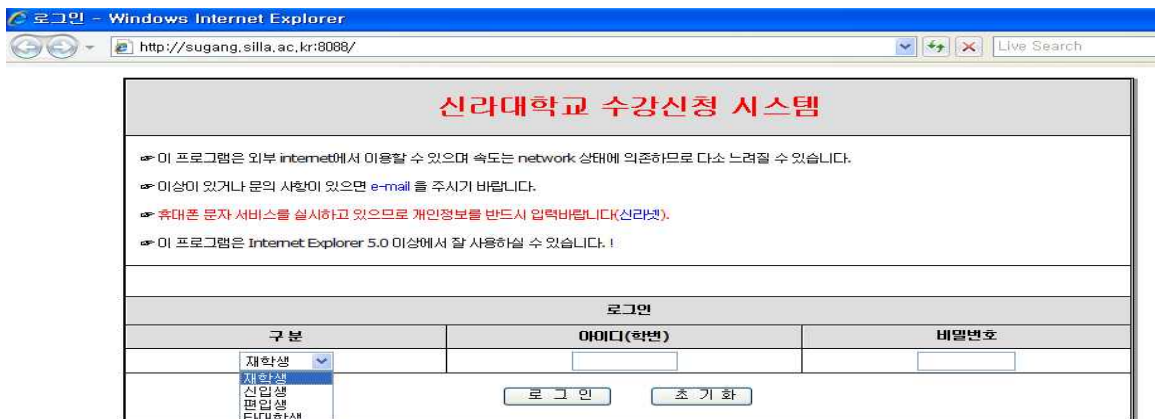 로그인 - Windows Internet Explorer
http://sugang.silla.ac.kr:8088/
Live Search
신라대학교 수강신청 시스템
☞ 이 프로그램은 외부 internet에서 이용할 수 있으며 속도는 network 상태에 의존하므로 다소 느려질 수 있습니다.
☞ 이상이 있거나 문의 사항이 있으면 e-mail 을 주시기 바랍니다.
☞ 휴대폰 문자 서비스를 실시하고 있으므로 개인정보를 반드시 입력바랍니다(신라넷).
☞ 이 프로그램은 Internet Explorer 5.0 이상에서 잘 사용하실 수 있습니다. !
로그인
구 분 아이디(학번) 비밀번호
재학생
재학생
신입생
편입생
타대학생
로 그 인 초 기 화